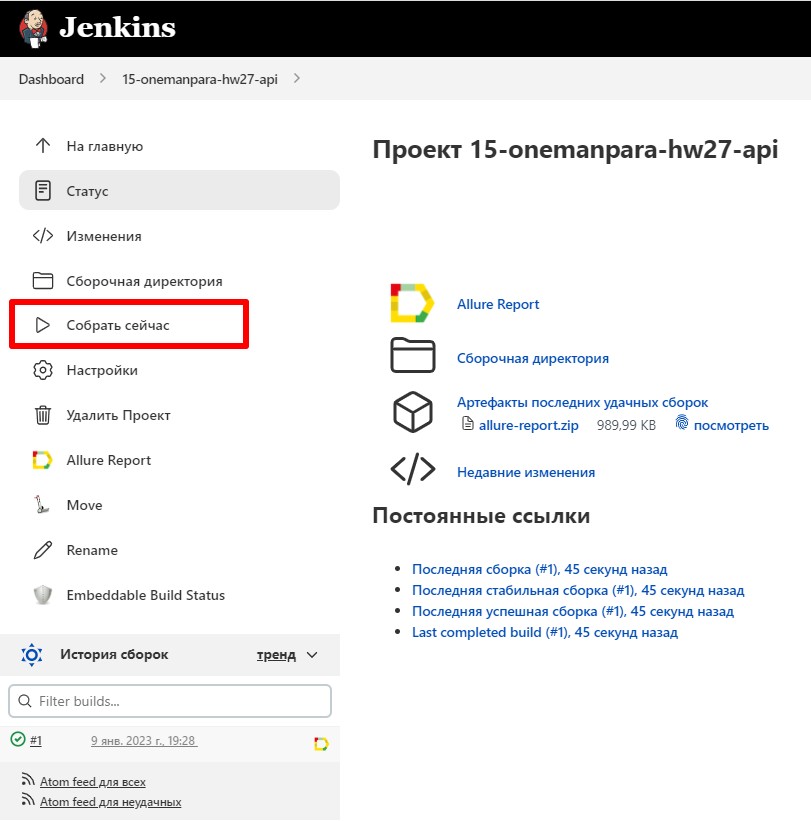 Jenkins
Dashboard
15-onemanpara-hw27-api
На главную
Статус
Изменения
Сборочная директория
Собрать сейчас
Настройки
Удалить Проект
Allure Report
Move
Rename
Embeddable Build Status
История сборок тренд
Filter builds...
#1 9 янв. 2023 г., 19:28
Atom feed для всех
Atom feed для неудачных
Проект 15-onemanpara-hw27-api
Allure Report
Сборочная директория
Артефакты последних удачных сборок
allure-report.zip 989,99 KB посмотреть
Недавние изменения
Постоянные ссылки
Последняя сборка (#1), 45 секунд назад
Последняя стабильная сборка (#1), 45 секунд назад
Последняя успешная сборка (#1), 45 секунд назад
Last completed build (#1), 45 секунд назад